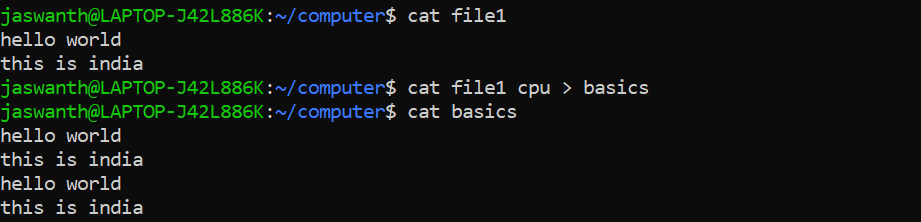 jaswanth@LAPTOP-J42L886K:~/computer$ cat file1
hello world
this is india
jaswanth@LAPTOP-J42L886K:~/computer$ cat file1 cpu > basics
jaswanth@LAPTOP-J42L886K:~/computer$ cat basics
hello world
this is india
hello world
this is india